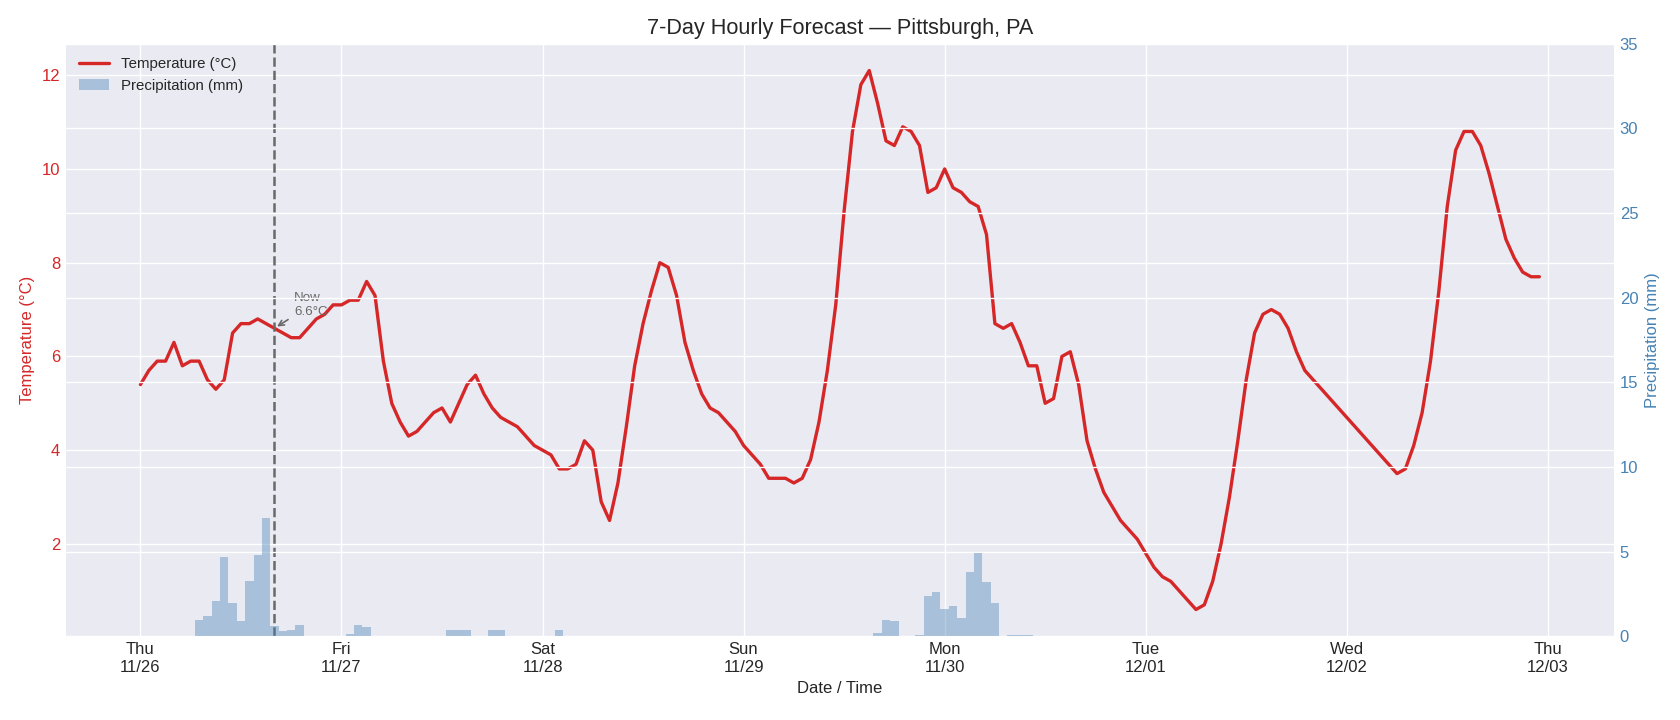 7-Day Hourly Forecast — Pittsburgh, PA
Temperature (°C)
Precipitation (mm)
12
10
8
6
4
2
Temperature (°C)
35
30
25
20
15
10
5
0
Precipitation (mm)
Now
6.6°C
Thu
11/26
Fri
11/27
Sat
11/28
Sun
11/29
Mon
11/30
Tue
12/01
Wed
12/02
Thu
12/03
Date / Time